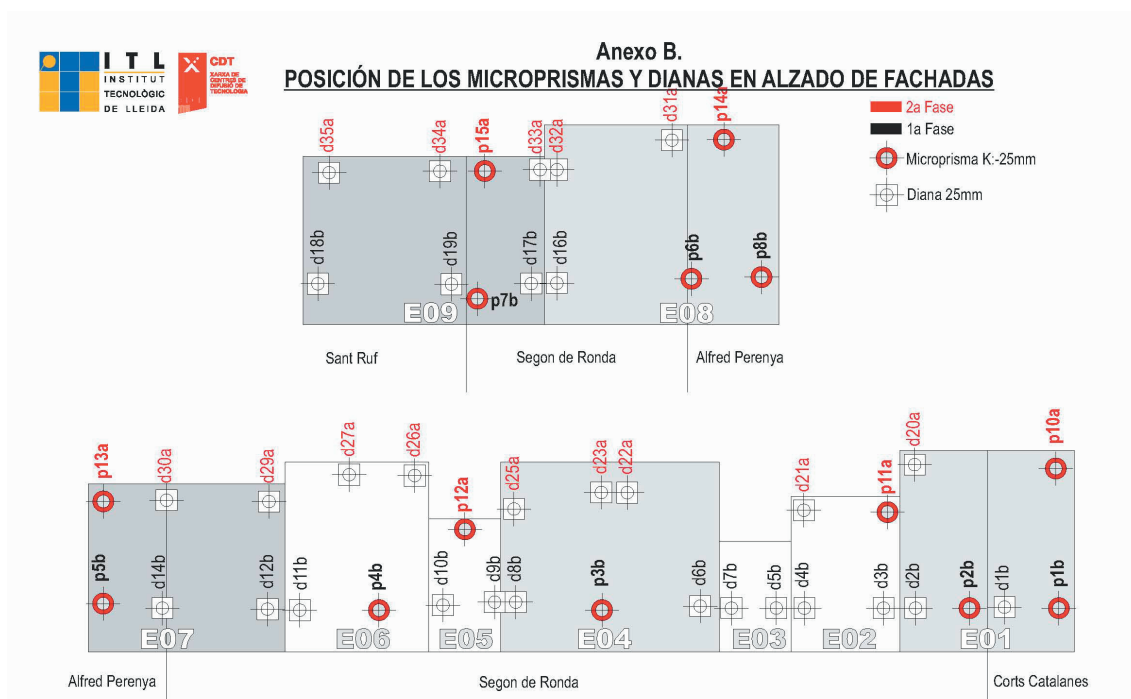 ITL
INSTITUT
TECNOLÒGIC
DE LLEIDA
CDT
XARXA DE
CENTRES DE
DIFUSIÓ DE
TECNOLOGIA
Anexo B.
POSICIÓN DE LOS MICROPRISMAS Y DIANAS EN ALZADO DE FACHADAS
2a Fase
1a Fase
Microprisma K:-25mm
Diana 25mm
d35a
d34a
p15a
d33a
d32a
d31a
p14a
d18b
d19b
p7b
d17b
d16b
p6b
p8b
E09
E08
Sant Ruf
Segon de Ronda
Alfred Perenya
p13a
d30a
d29a
d27a
d26a
p12a
d25a
d23a
d22a
d21a
p11a
d20a
p10a
p5b
d14b
d12b
d11b
p4b
d10b
d9b
d8b
p3b
d6b
d7b
d5b
d4b
d3b
d2b
p2b
d1b
p1b
E07
E06
E05
E04
E03
E02
E01
Alfred Perenya
Segon de Ronda
Corts Catalanes